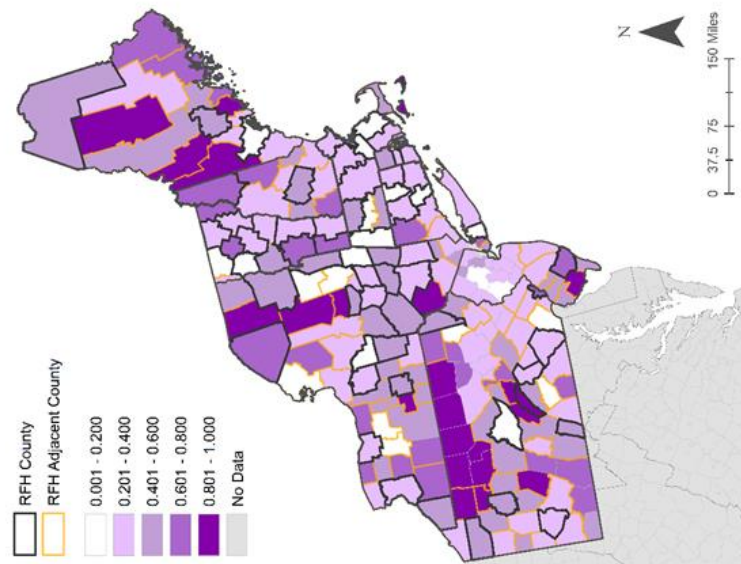 RFH County
RFH Adjacent County
0.001 - 0.200
0.201 - 0.400
0.401 - 0.600
0.601 - 0.800
0.801 - 1.000
No Data
N
0 37.5 75 150 Miles